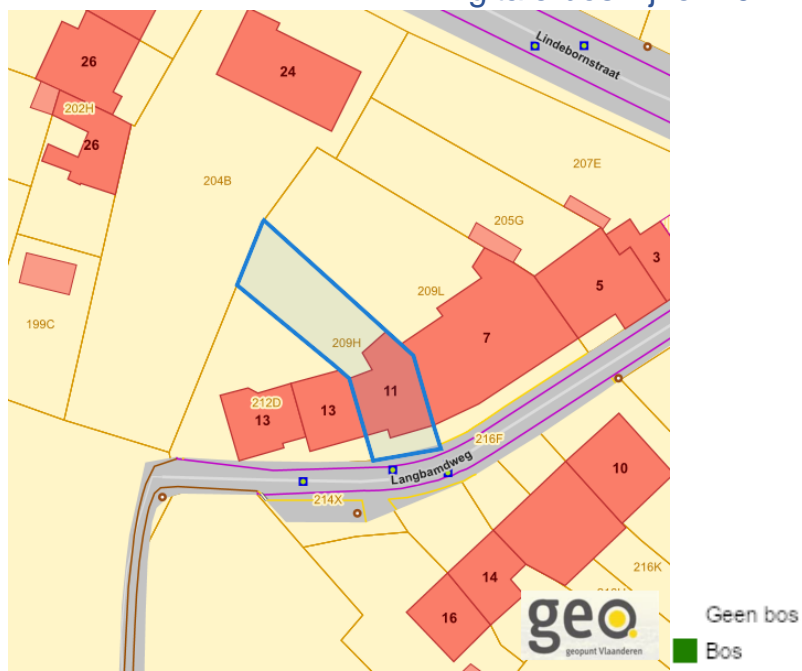 Lindebornstraat
26
24
202H
26
207E
204B
205G
3
5
209L
199C
7
209H
11
212D
13
13
216F
Langbamdweg
10
214X
216K
14
16
geo.
geopunt Vlaanderen
Geen bos
Bos